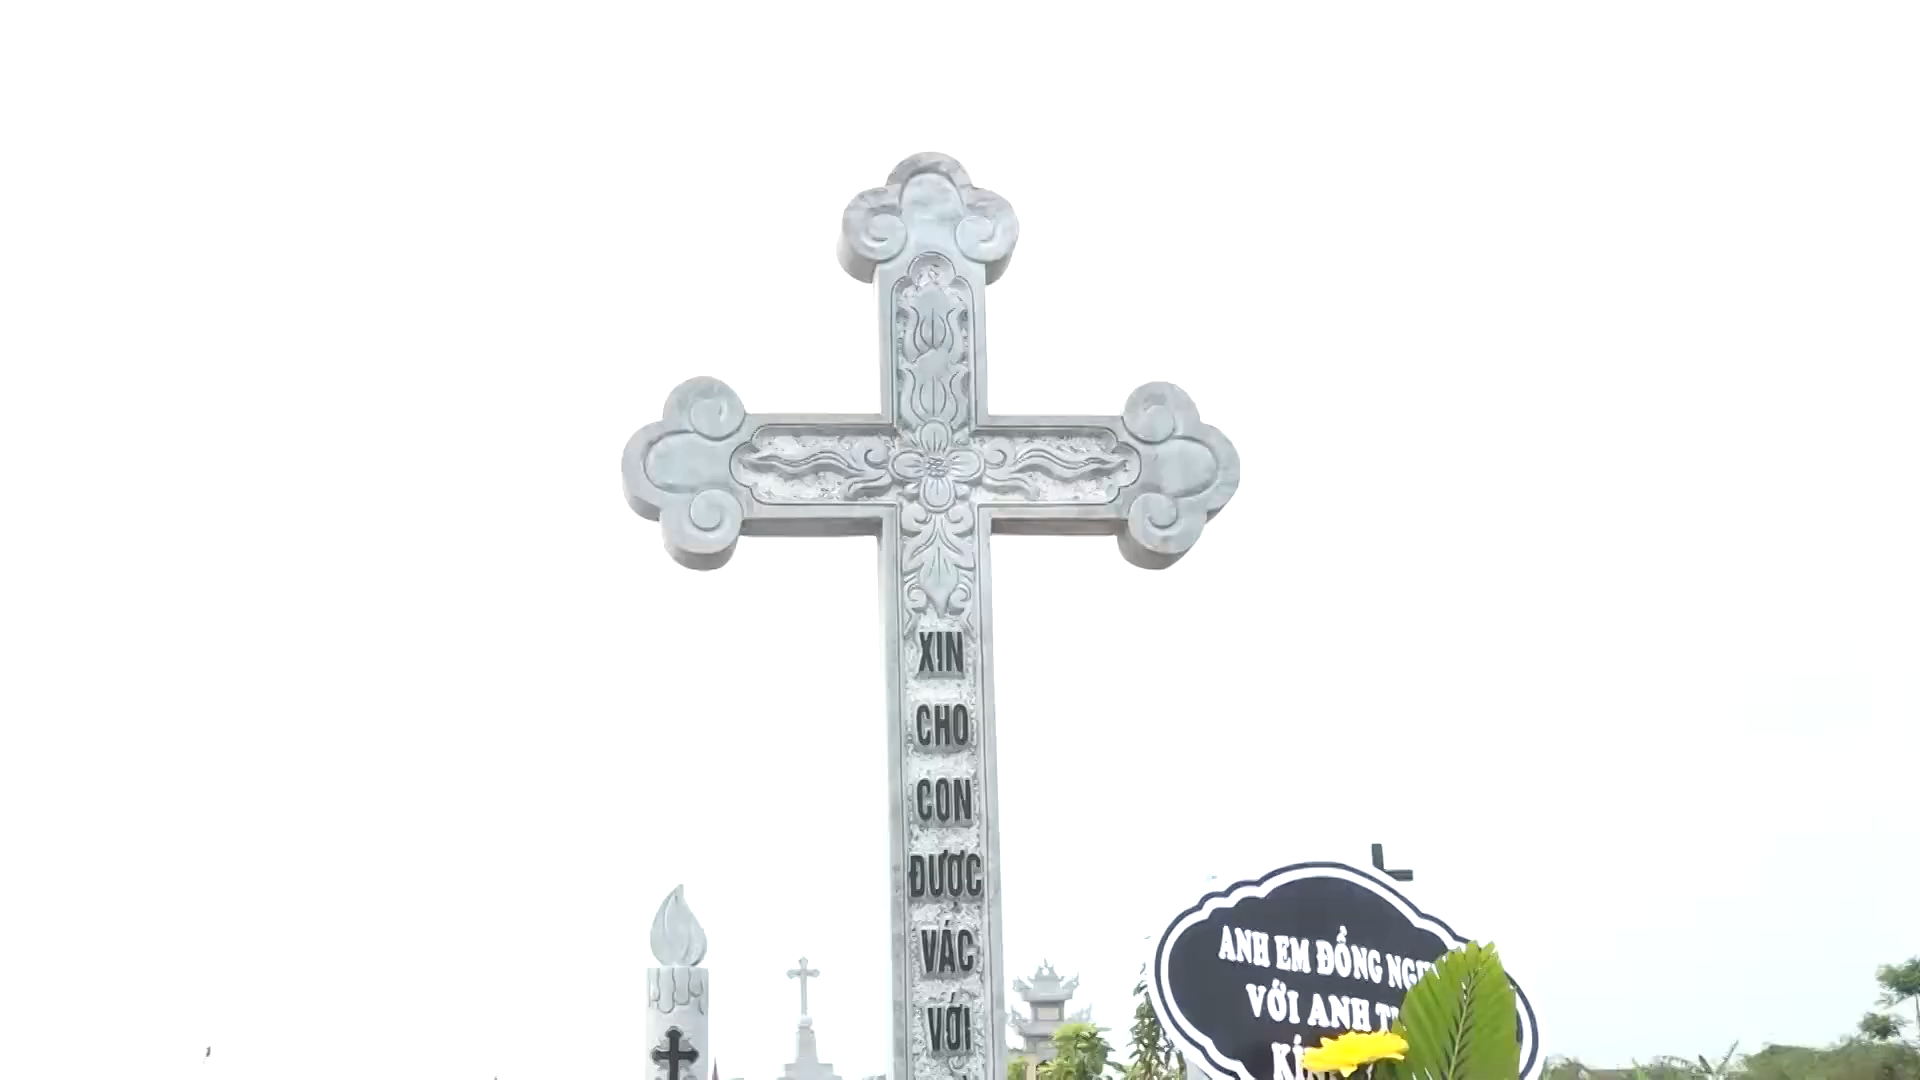 XIN
CHO
CON
ĐƯỢC
VÁC
VỚI
ANH EM ĐỒNG
VỚI ANH